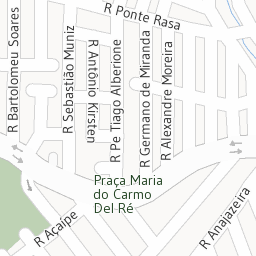 R Ponte Rasa
R Bartolomeu Soares
R Sebastião Muniz
R Antônio Kirsten
R Pe Tiago Alberione
R Germano de Miranda
R Alexandre Moreira
Praça Maria
do Carmo
Del Ré
R Açaipe
R Anajazeira